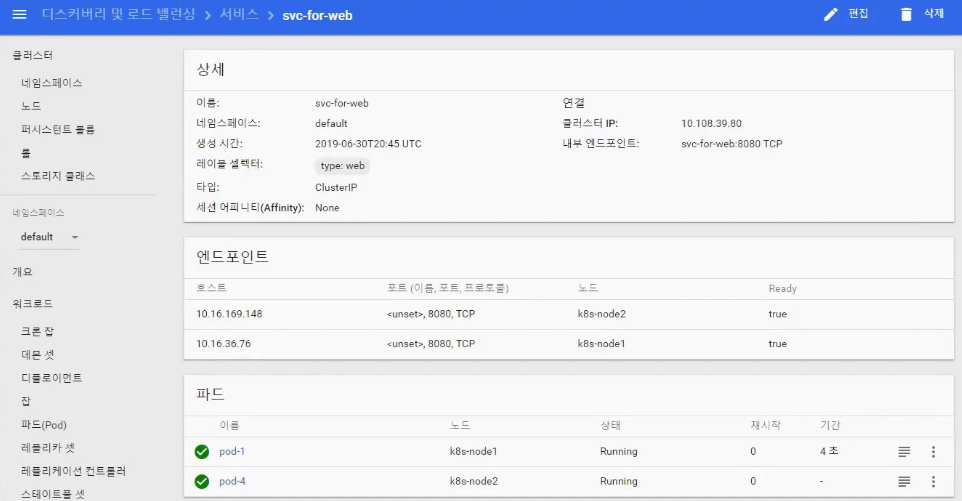 디스커버리 및 로드 밸런싱 > 서비스 > svc-for-web
편집
삭제
클러스터
네임스페이스
노드
퍼시스턴트 볼륨
롤
스토리지 클래스
네임스페이스
default
개요
워크로드
크론 잡
데몬 셋
디플로이먼트
잡
파드(Pod)
레플리카 셋
레플리케이션 컨트롤러
스테이트풀 셋
상세
이름: svc-for-web
네임스페이스: default
생성 시간: 2019-06-30T20:45 UTC
레이블 셀렉터: type: web
타입: ClusterIP
세션 어피니티(Affinity): None
연결
클러스터 IP: 10.108.39.80
내부 엔드포인트: svc-for-web:8080 TCP
엔드포인트
호스트 포트 (이름, 포트, 프로토콜) 노드 Ready
10.16.169.148 <unset>, 8080, TCP k8s-node2 true
10.16.36.76 <unset>, 8080, TCP k8s-node1 true
파드
이름 노드 상태 재시작 기간
pod-1 k8s-node1 Running 0 4 초
pod-4 k8s-node2 Running 0 -